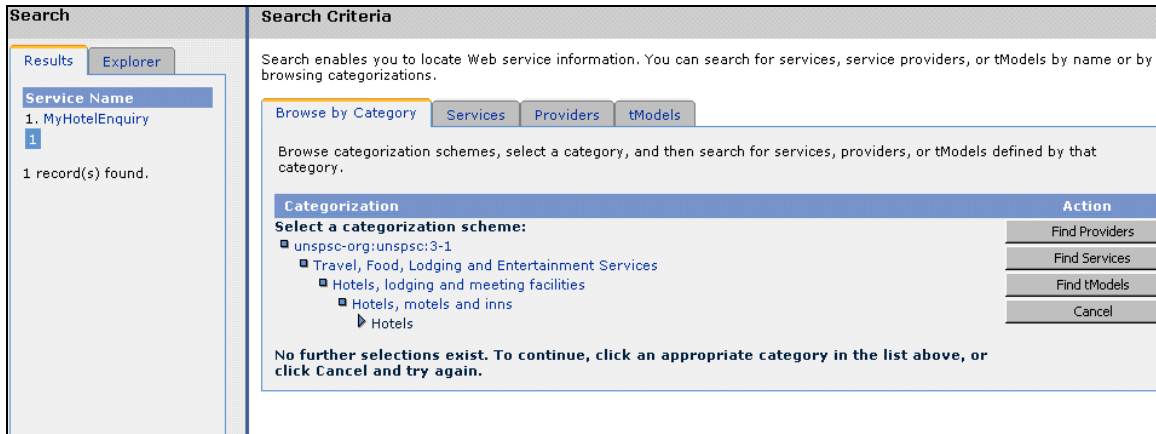 Search
Results Explorer
Service Name
1. MyHotelEnquiry
1
1 record(s) found.
Search Criteria
Search enables you to locate Web service information. You can search for services, service providers, or tModels by name or by
browsing categorizations.
Browse by Category Services Providers tModels
Browse categorization schemes, select a category, and then search for services, providers, or tModels defined by that
category.
Categorization Action
Select a categorization scheme:
unspsc-org:unspsc:3-1
Travel, Food, Lodging and Entertainment Services
Hotels, lodging and meeting facilities
Hotels, motels and inns
Hotels
Find Providers
Find Services
Find tModels
Cancel
No further selections exist. To continue, click an appropriate category in the list above, or
click Cancel and try again.